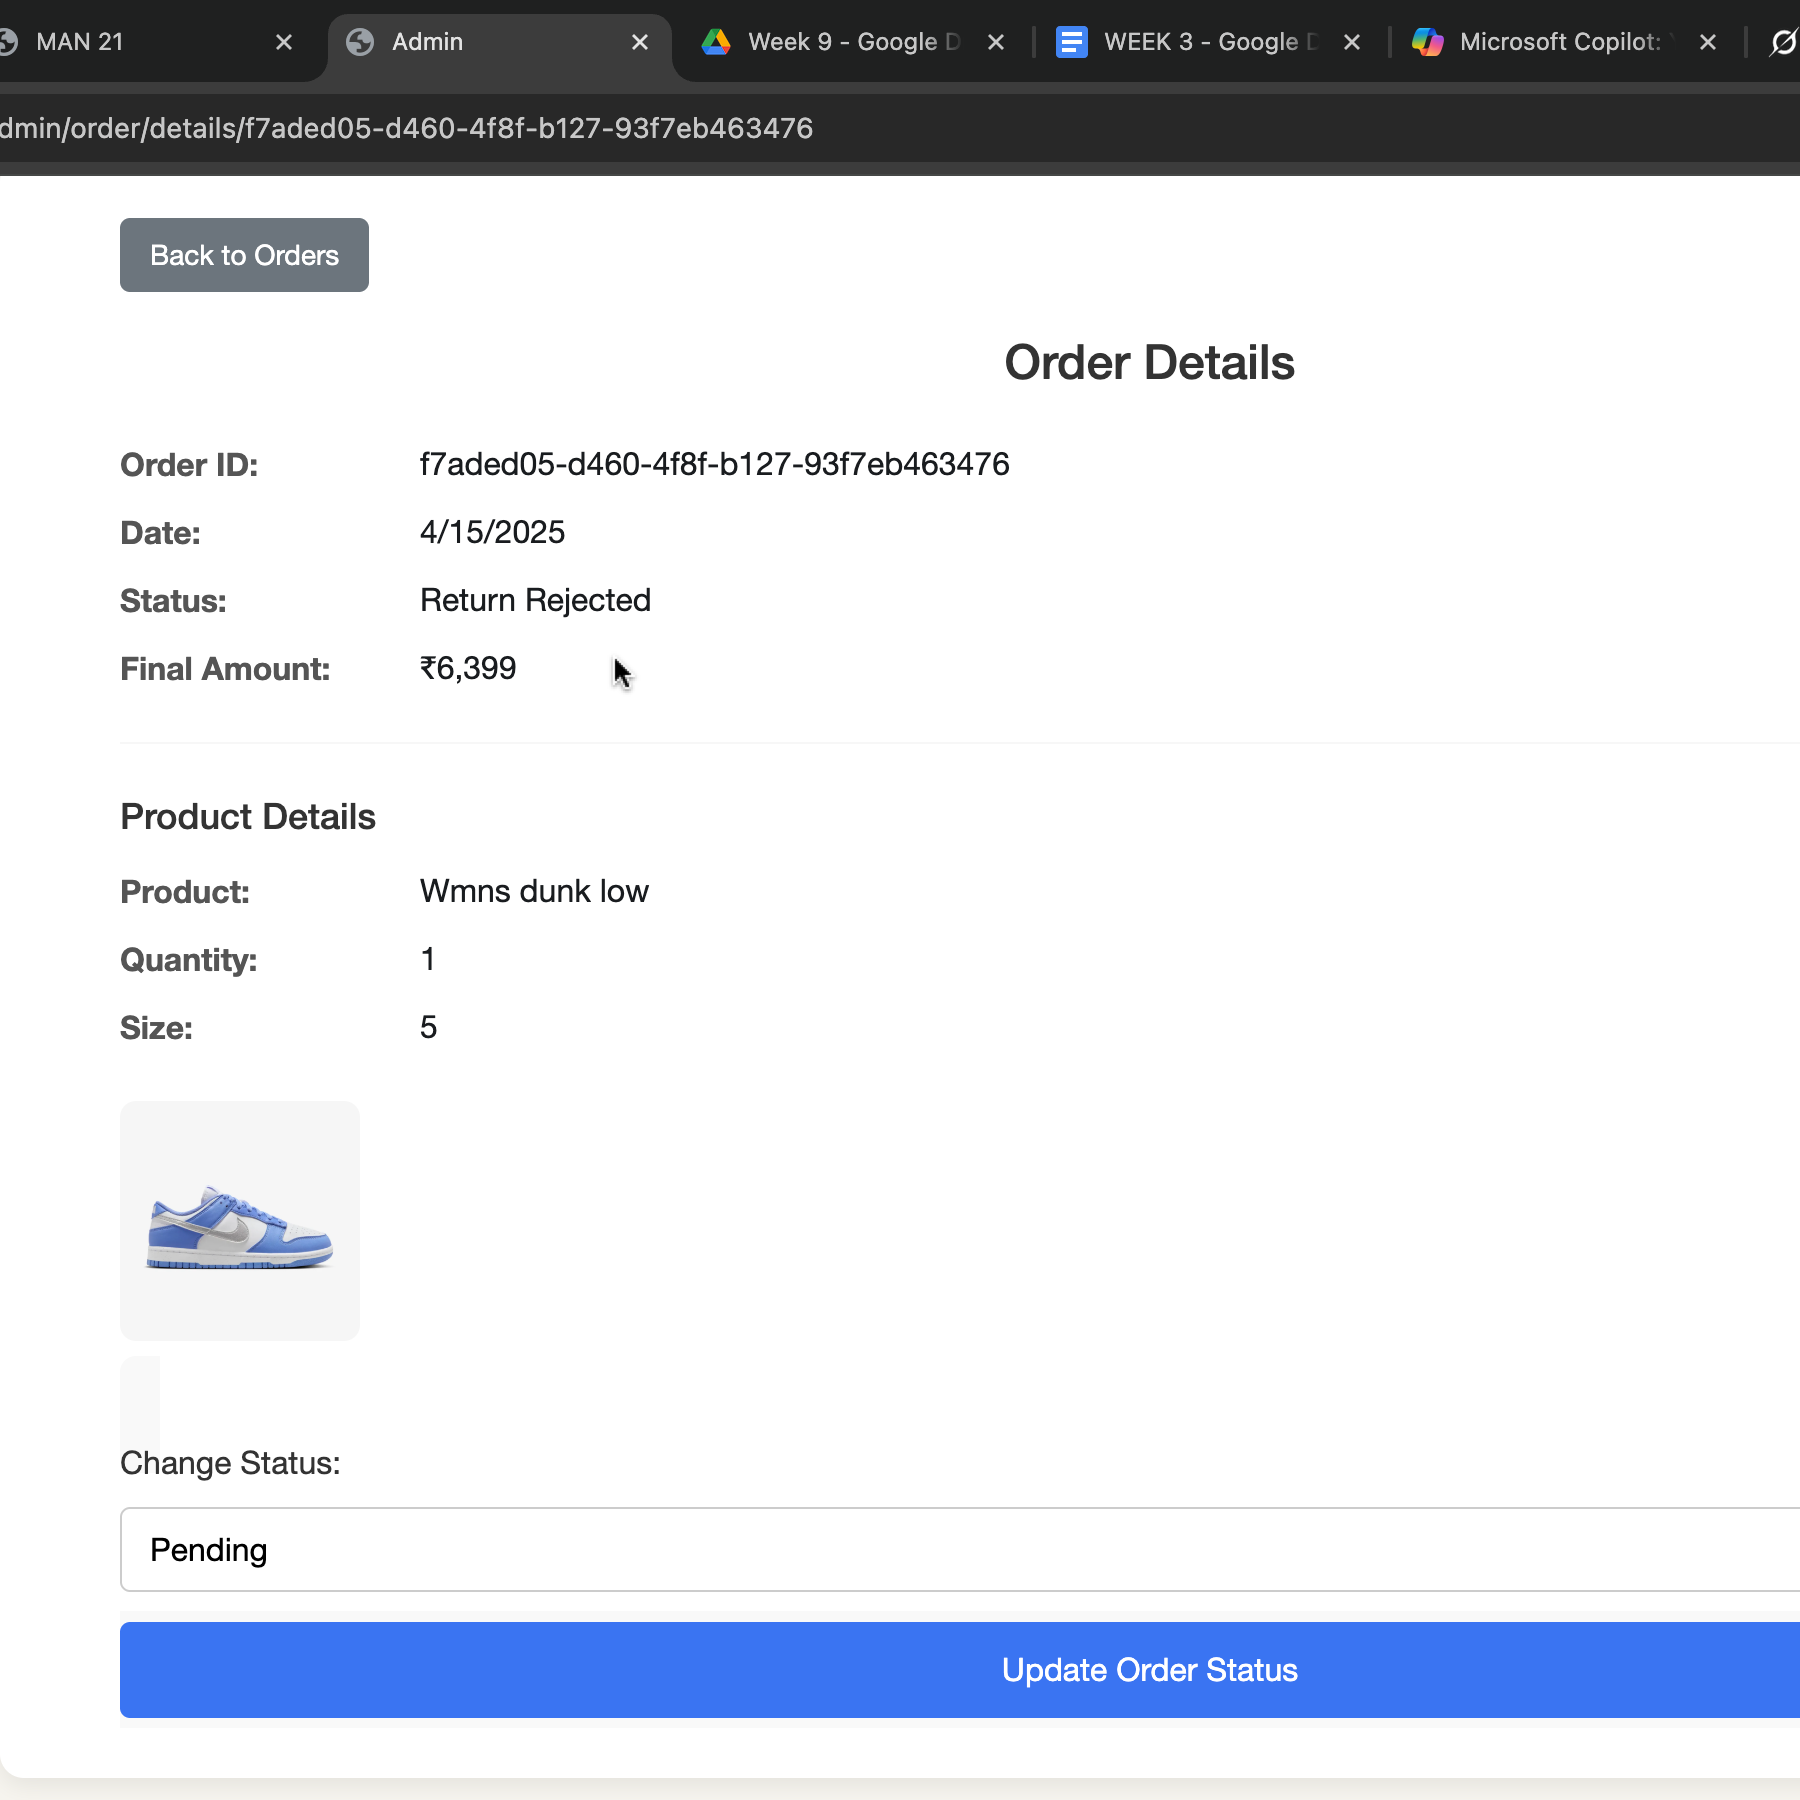 MAN 21
Admin
Week 9 - Google D
WEEK 3 - Google D
Microsoft Copilot:
dmin/order/details/f7aded05-d460-4f8f-b127-93f7eb463476
Back to Orders
Order Details
Order ID: f7aded05-d460-4f8f-b127-93f7eb463476
Date: 4/15/2025
Status: Return Rejected
Final Amount: ₹6,399
Product Details
Product: Wmns dunk low
Quantity: 1
Size: 5
Change Status:
Pending
Update Order Status